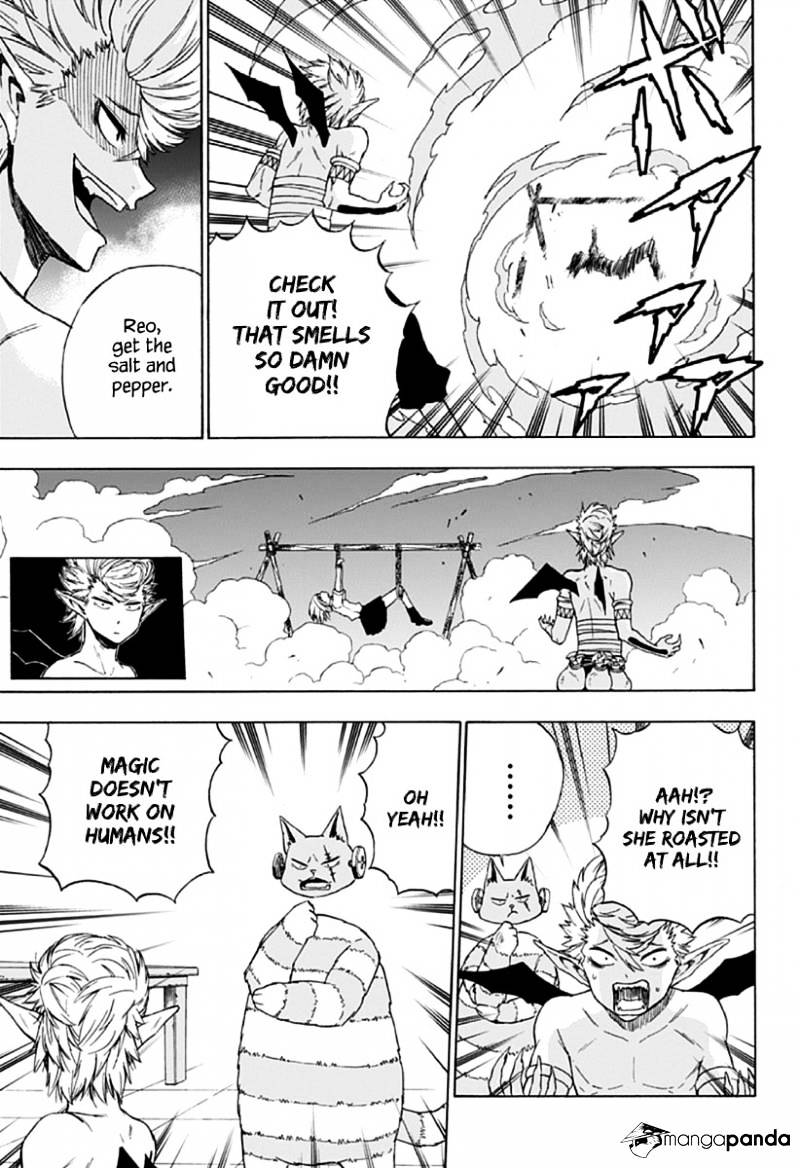 CHECK
IT OUT!
THAT SMELLS
SO DAMN
GOOD!!
Reo,
get the
salt and
pepper.
AAH!?
WHY ISN'T
SHE ROASTED
AT ALL!!
......
OH
YEAH!!
MAGIC
DOESN'T
WORK ON
HUMANS!!
mangapanda